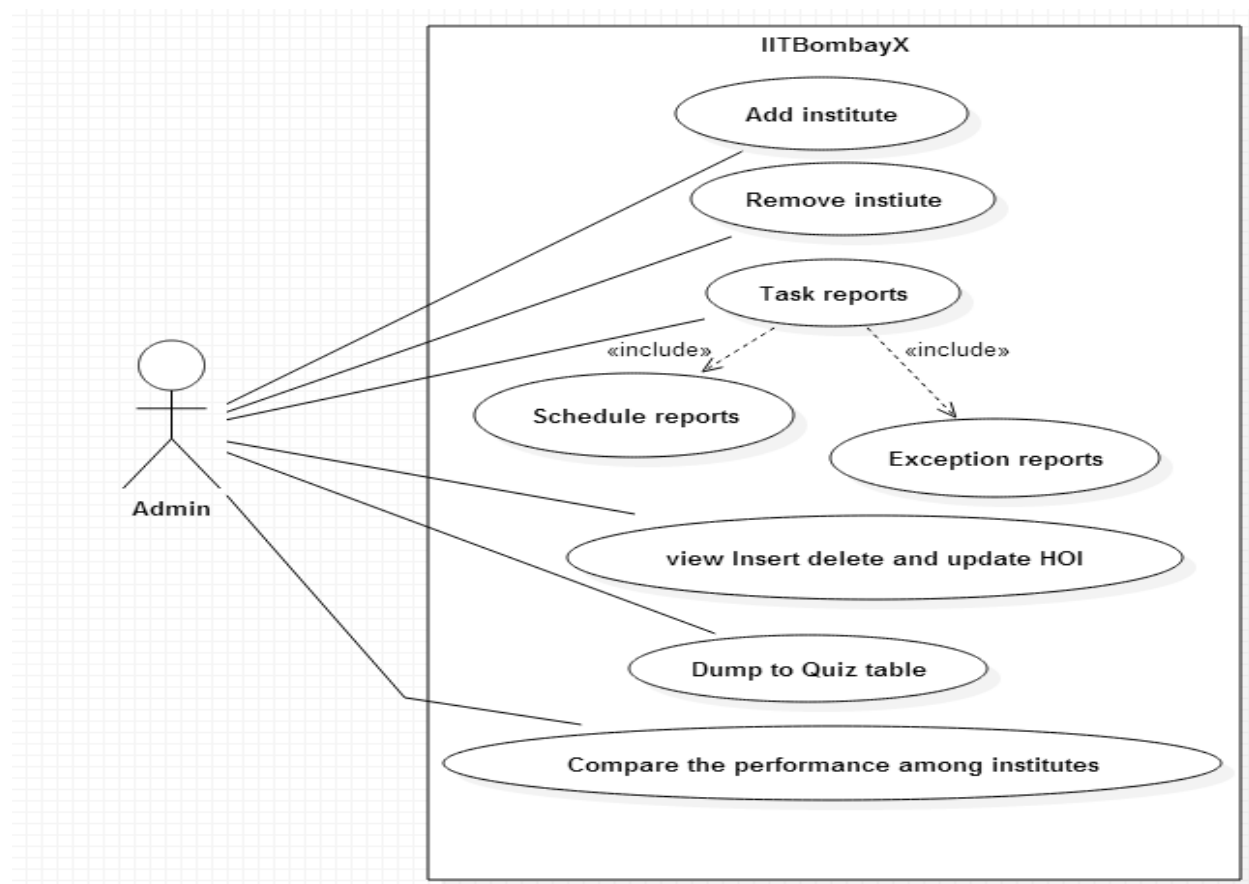 IITBombayX
Add institute
Remove instiute
Task reports
«include»
«include»
Schedule reports
Exception reports
Admin
view Insert delete and update HOI
Dump to Quiz table
Compare the performance among institutes